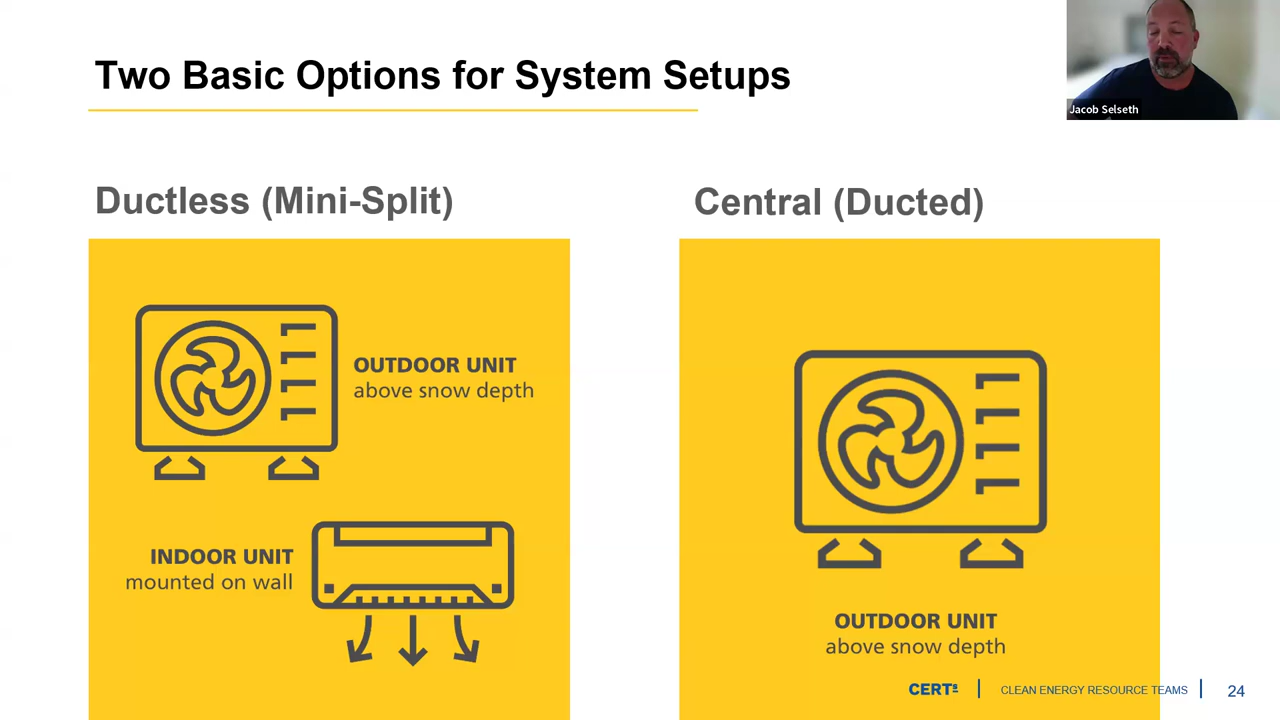 Two Basic Options for System Setups
Jacob Selseth
Ductless (Mini-Split)
OUTDOOR UNIT
above snow depth
INDOOR UNIT
mounted on wall
Central (Ducted)
OUTDOOR UNIT
above snow depth
CERTs
CLEAN ENERGY RESOURCE TEAMS
24